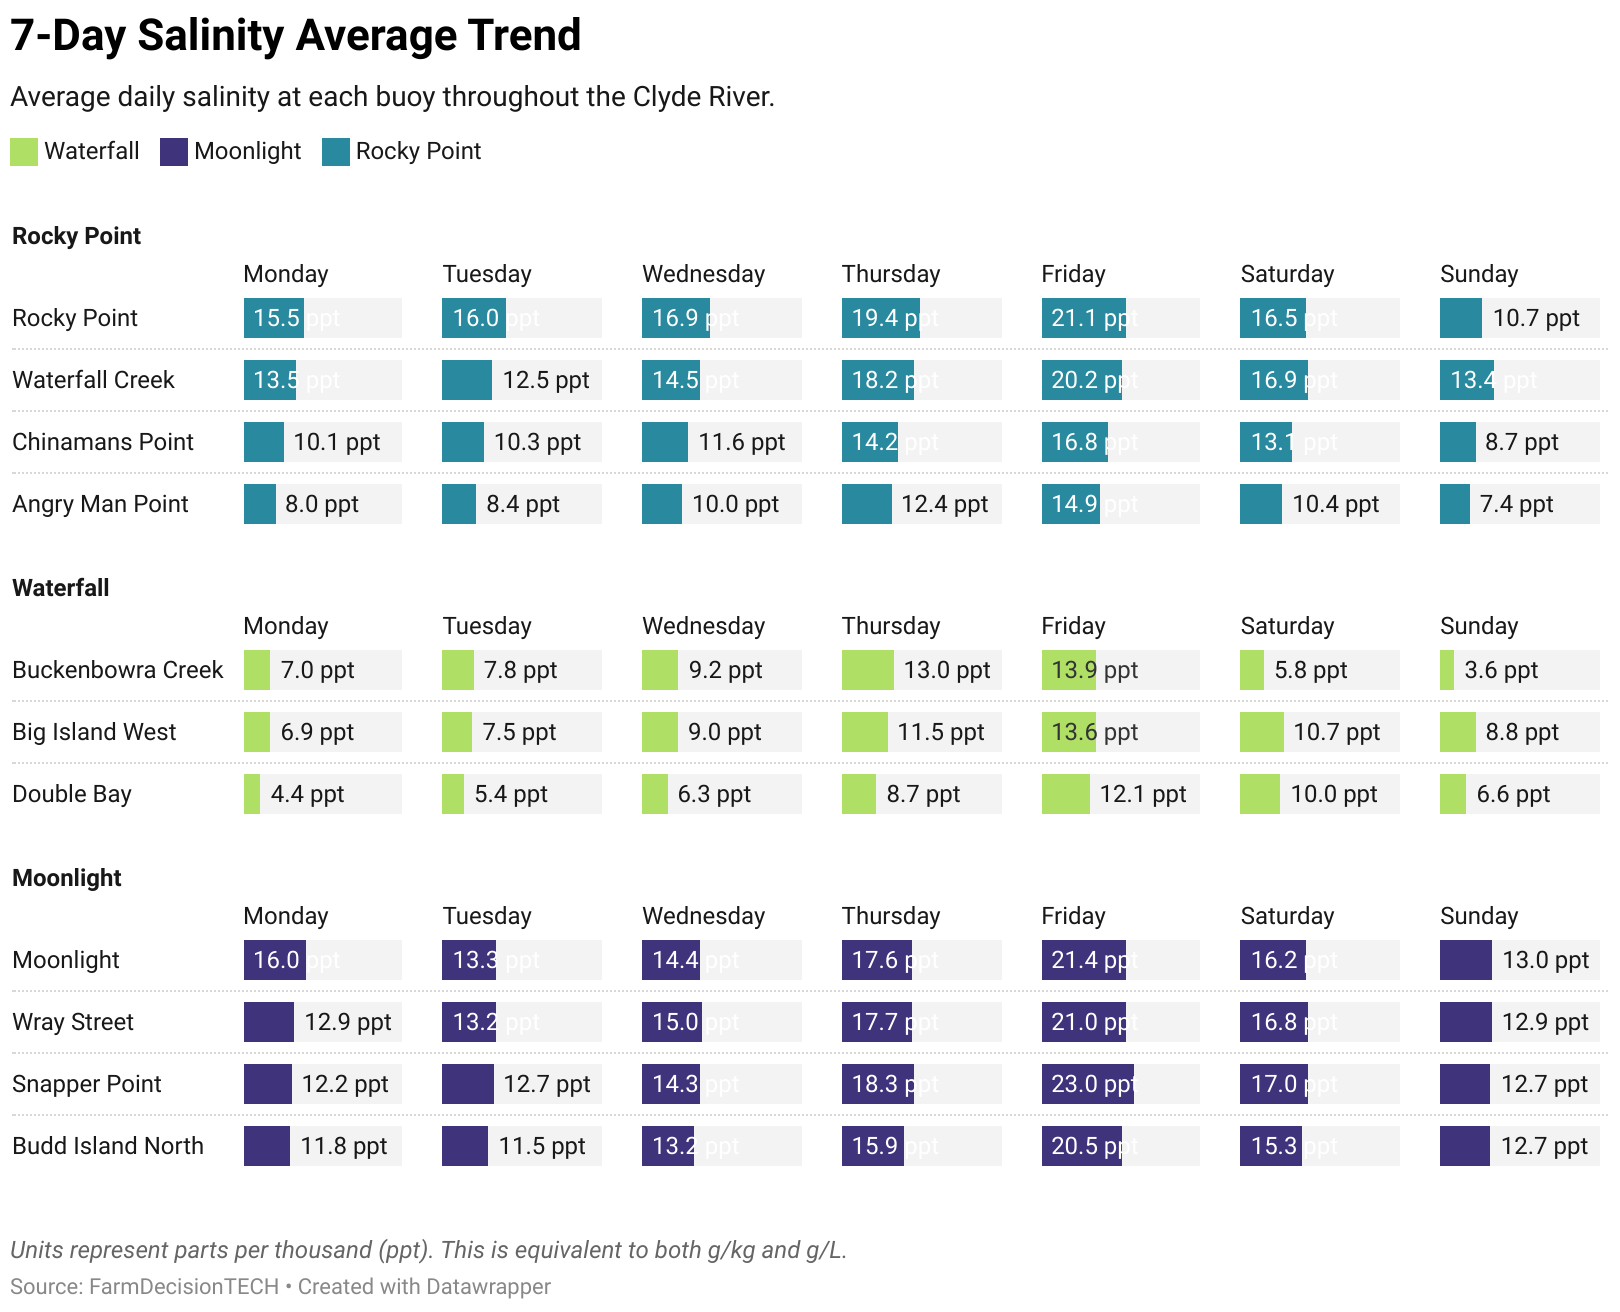 7-Day Salinity Average Trend
Average daily salinity at each buoy throughout the Clyde River.
Waterfall Moonlight Rocky Point
Rocky Point
Monday Tuesday Wednesday Thursday Friday Saturday Sunday
Rocky Point 15.5 ppt 16.0 ppt 16.9 ppt 19.4 ppt 21.1 ppt 16.5 ppt 10.7 ppt
Waterfall Creek 13.5 ppt 12.5 ppt 14.5 ppt 18.2 ppt 20.2 ppt 16.9 ppt 13.4 ppt
Chinamans Point 10.1 ppt 10.3 ppt 11.6 ppt 14.2 ppt 16.8 ppt 13.1 ppt 8.7 ppt
Angry Man Point 8.0 ppt 8.4 ppt 10.0 ppt 12.4 ppt 14.9 ppt 10.4 ppt 7.4 ppt
Waterfall
Monday Tuesday Wednesday Thursday Friday Saturday Sunday
Buckenbowra Creek 7.0 ppt 7.8 ppt 9.2 ppt 13.0 ppt 13.9 ppt 5.8 ppt 3.6 ppt
Big Island West 6.9 ppt 7.5 ppt 9.0 ppt 11.5 ppt 13.6 ppt 10.7 ppt 8.8 ppt
Double Bay 4.4 ppt 5.4 ppt 6.3 ppt 8.7 ppt 12.1 ppt 10.0 ppt 6.6 ppt
Moonlight
Monday Tuesday Wednesday Thursday Friday Saturday Sunday
Moonlight 16.0 ppt 13.3 ppt 14.4 ppt 17.6 ppt 21.4 ppt 16.2 ppt 13.0 ppt
Wray Street 12.9 ppt 13.2 ppt 15.0 ppt 17.7 ppt 21.0 ppt 16.8 ppt 12.9 ppt
Snapper Point 12.2 ppt 12.7 ppt 14.3 ppt 18.3 ppt 23.0 ppt 17.0 ppt 12.7 ppt
Budd Island North 11.8 ppt 11.5 ppt 13.2 ppt 15.9 ppt 20.5 ppt 15.3 ppt 12.7 ppt
Units represent parts per thousand (ppt). This is equivalent to both g/kg and g/L.
Source: FarmDecisionTECH • Created with Datawrapper